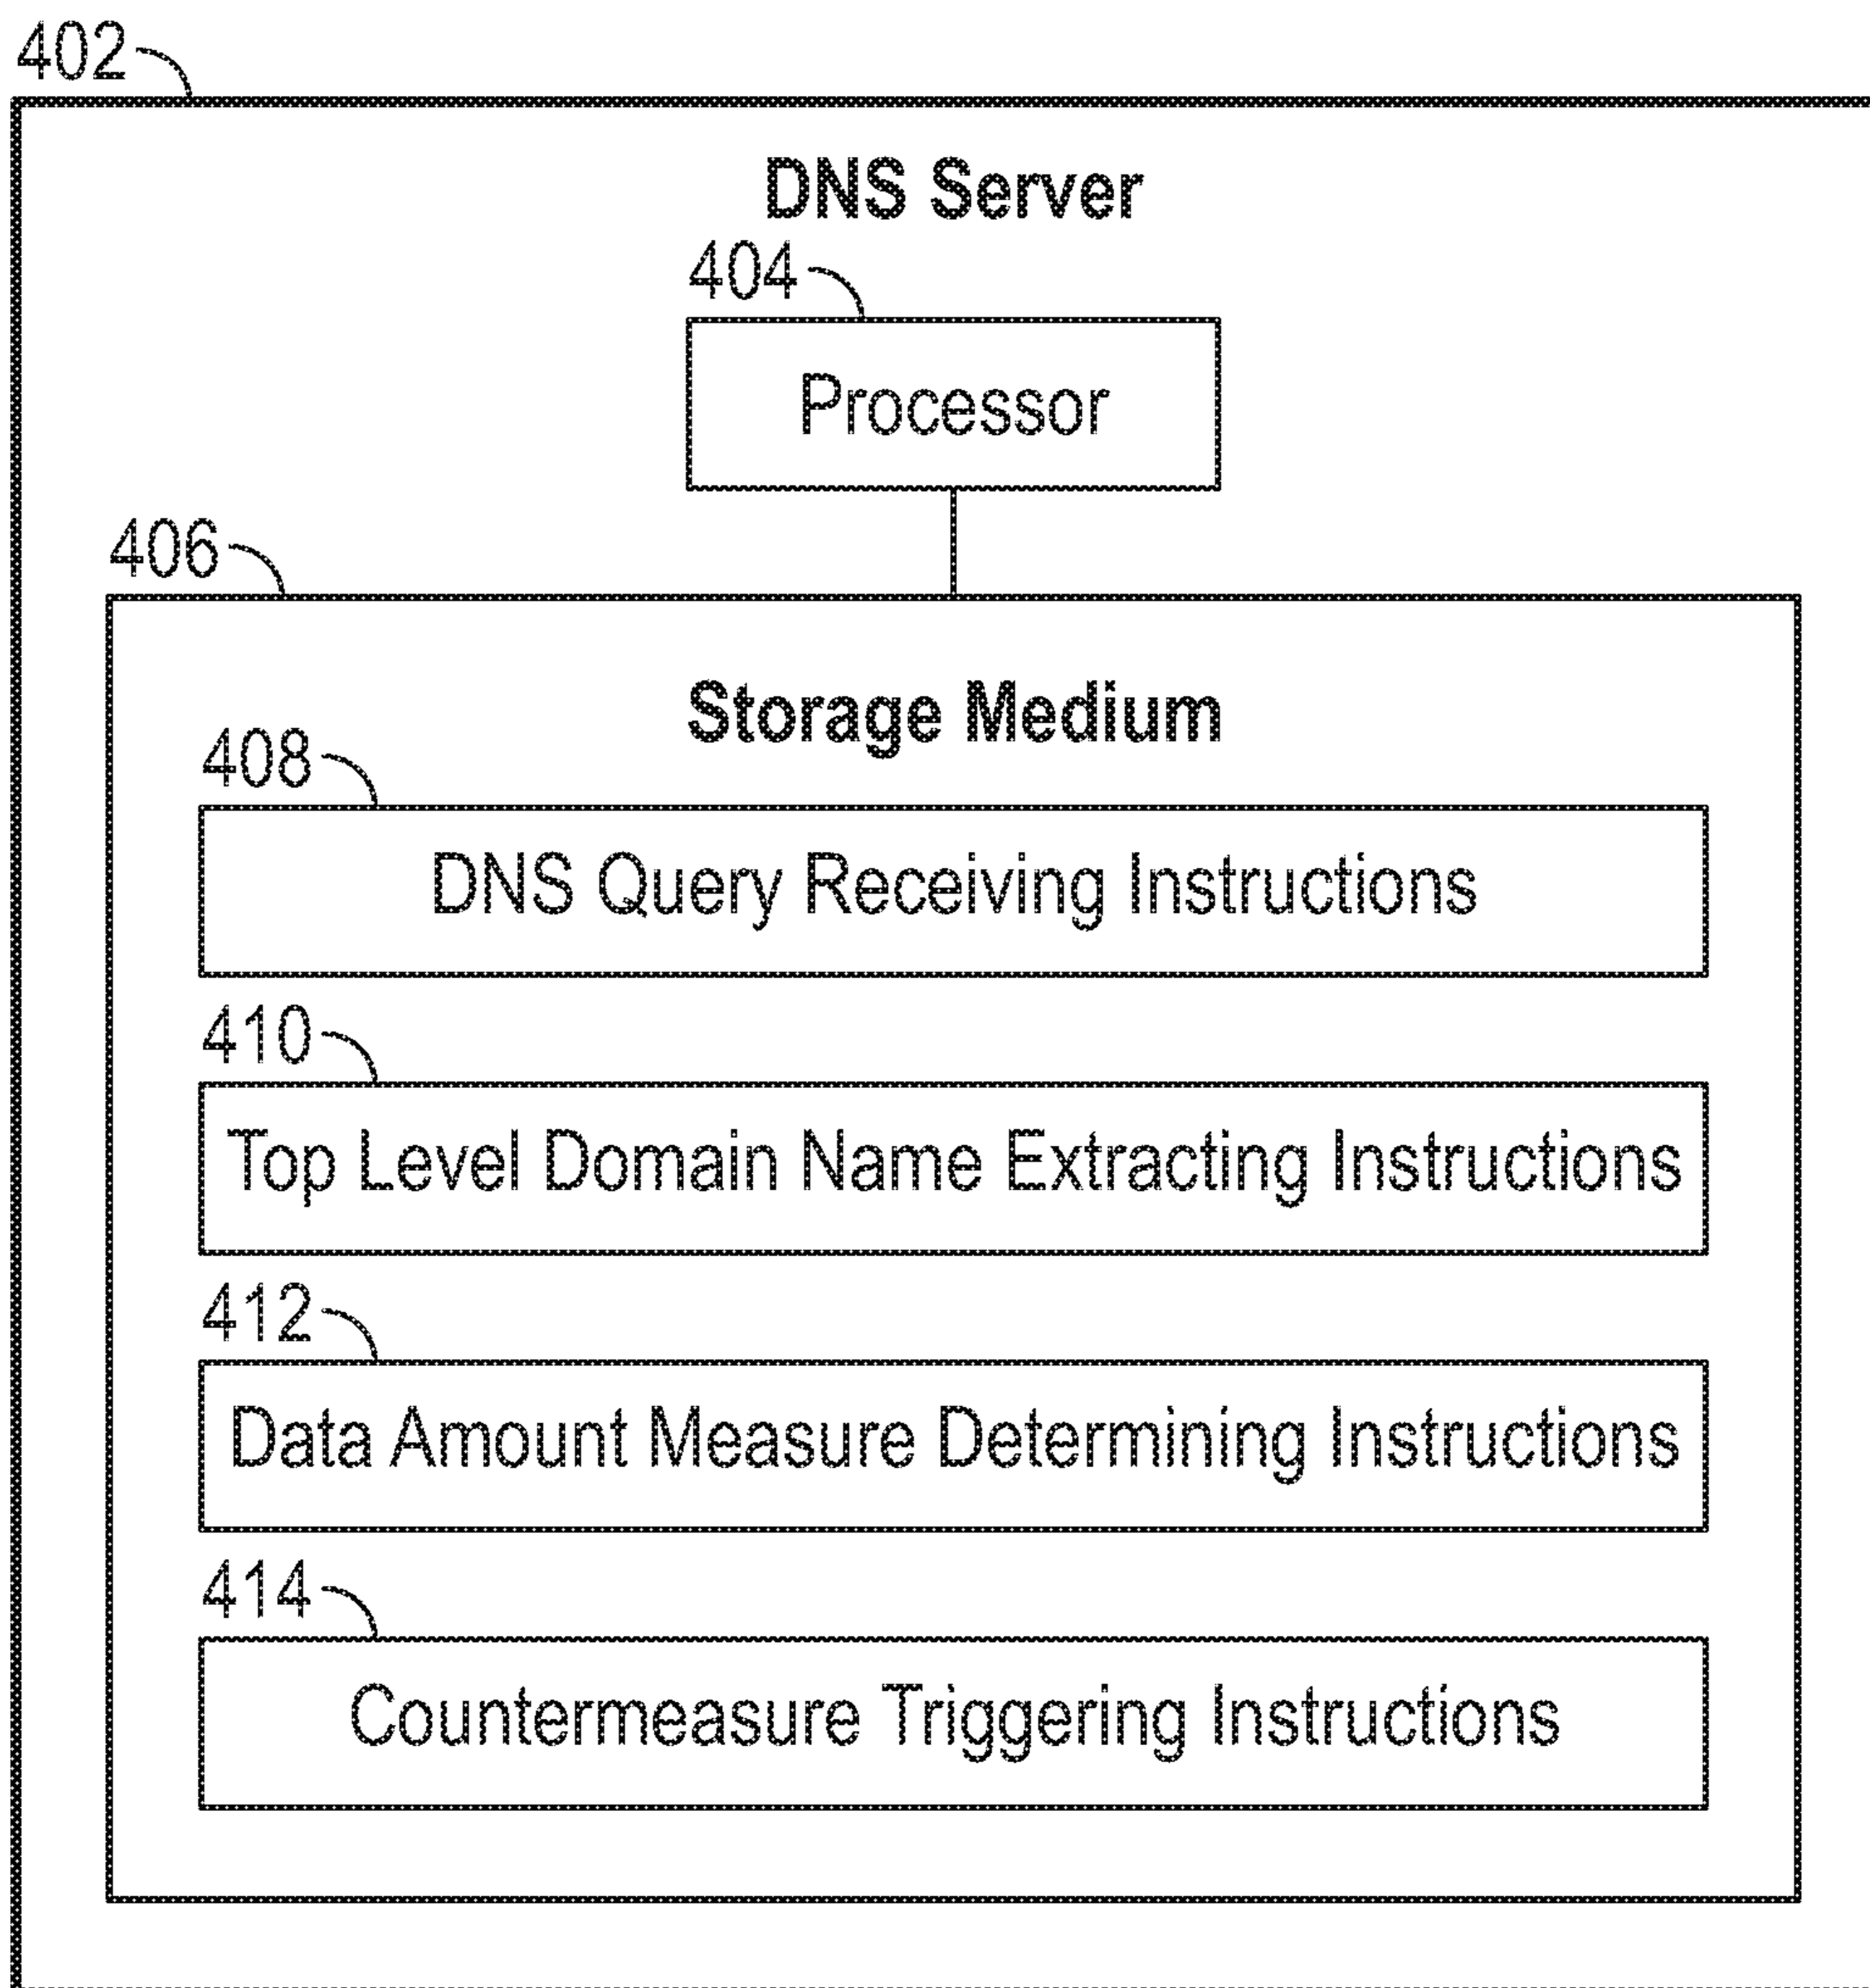 402
DNS Server
404
Processor
406
Storage Medium
408
DNS Query Receiving Instructions
410
Top Level Domain Name Extracting Instructions
412
Data Amount Measure Determining Instructions
414
Countermeasure Triggering Instructions